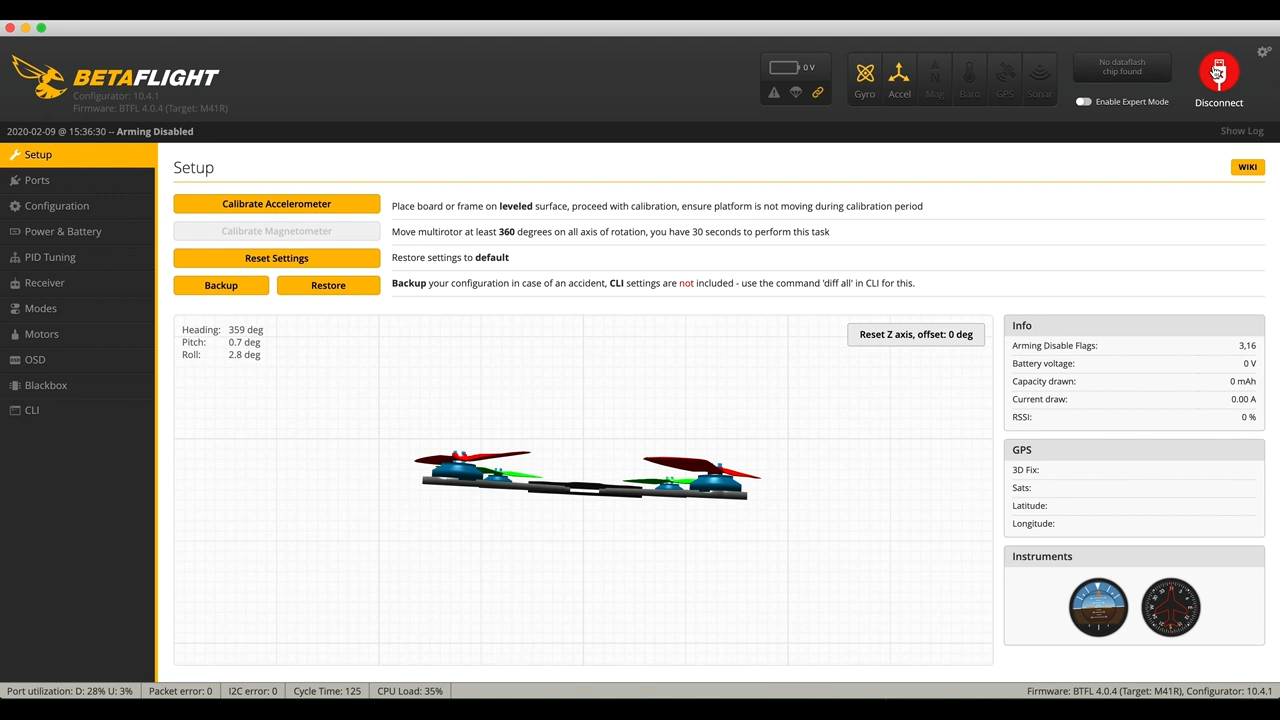 BETAFLIGHT
Configurator: 10.4.1
Firmware: BTFL 4.0.4 (Target: M41R)
0 V
Gyro
Accel
Mag
Baro
GPS
Sonar
No dataflash
chip found
Enable Expert Mode
Disconnect
2020-02-09 @ 15:36:30 -- Arming Disabled
Show Log
Setup
Ports
Configuration
Power & Battery
PID Tuning
Receiver
Modes
Motors
OSD
Blackbox
CLI
Setup
WIKI
Calibrate Accelerometer
Place board or frame on leveled surface, proceed with calibration, ensure platform is not moving during calibration period
Calibrate Magnetometer
Move multirotor at least 360 degrees on all axis of rotation, you have 30 seconds to perform this task
Reset Settings
Restore settings to default
Backup
Restore
Backup your configuration in case of an accident, CLI settings are not included - use the command 'diff all' in CLI for this.
Heading: 359 deg
Pitch: 0.7 deg
Roll: 2.8 deg
Reset Z axis, offset: 0 deg
Info
Arming Disable Flags: 3,16
Battery voltage: 0 V
Capacity drawn: 0 mAh
Current draw: 0.00 A
RSSI: 0 %
GPS
3D Fix:
Sats:
Latitude:
Longitude:
Instruments
Port utilization: D: 28% U: 3%
Packet error: 0
I2C error: 0
Cycle Time: 125
CPU Load: 35%
Firmware: BTFL 4.0.4 (Target: M41R), Configurator: 10.4.1